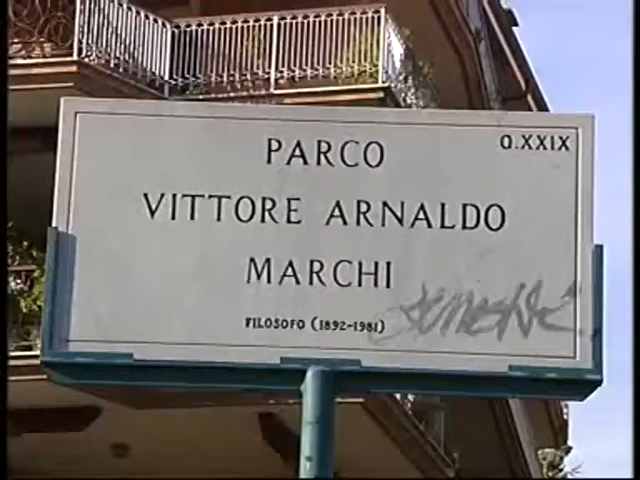 Q.XXIX
PARCO
VITTORE ARNALDO
MARCHI
FILOSOFO (1892-1981)